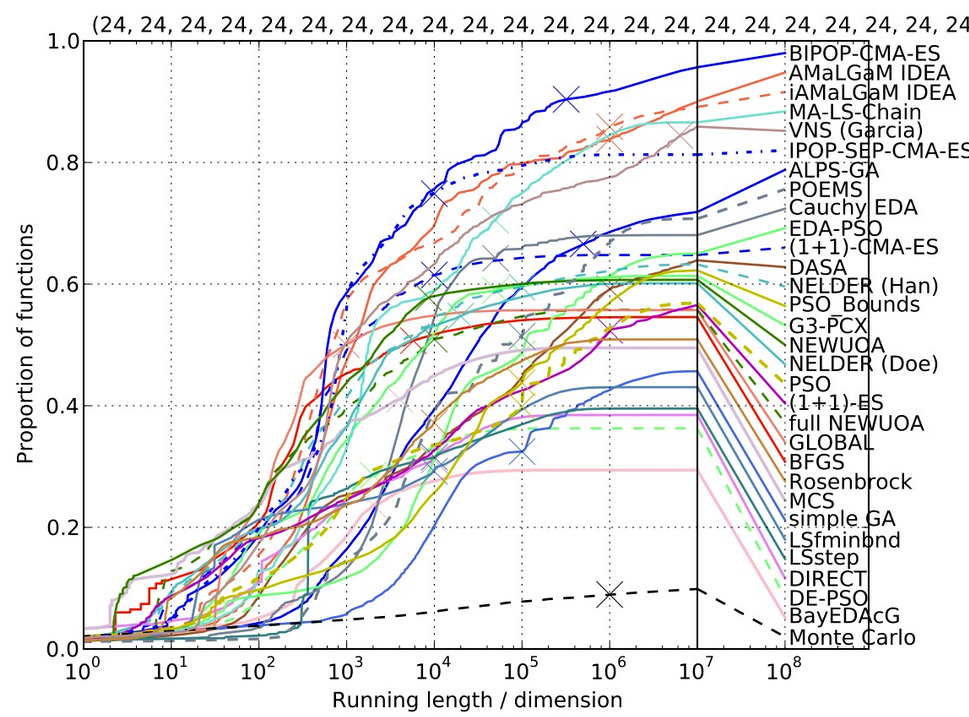 (24, 24, 24, 24, 24, 24, 24, 24, 24, 24, 24, 24, 24, 24, 24, 24, 24, 24
1.0
0.8
0.6
0.4
0.2
0.0
Proportion of functions
10^0 10^1 10^2 10^3 10^4 10^5 10^6 10^7 10^8
Running length / dimension
BIPOP-CMA-ES
AMaLGaM IDEA
iAMaLGaM IDEA
MA-LS-Chain
VNS (Garcia)
IPOP-SEP-CMA-ES
ALPS-GA
POEMS
Cauchy EDA
EDA-PSO
(1+1)-CMA-ES
DASA
NELDER (Han)
PSO_Bounds
G3-PCX
NEWUOA
NELDER (Doe)
PSO
(1+1)-ES
full NEWUOA
GLOBAL
BFGS
Rosenbrock
MCS
simple GA
LSfminbnd
LSstep
DIRECT
DE-PSO
BayEDAcG
Monte Carlo